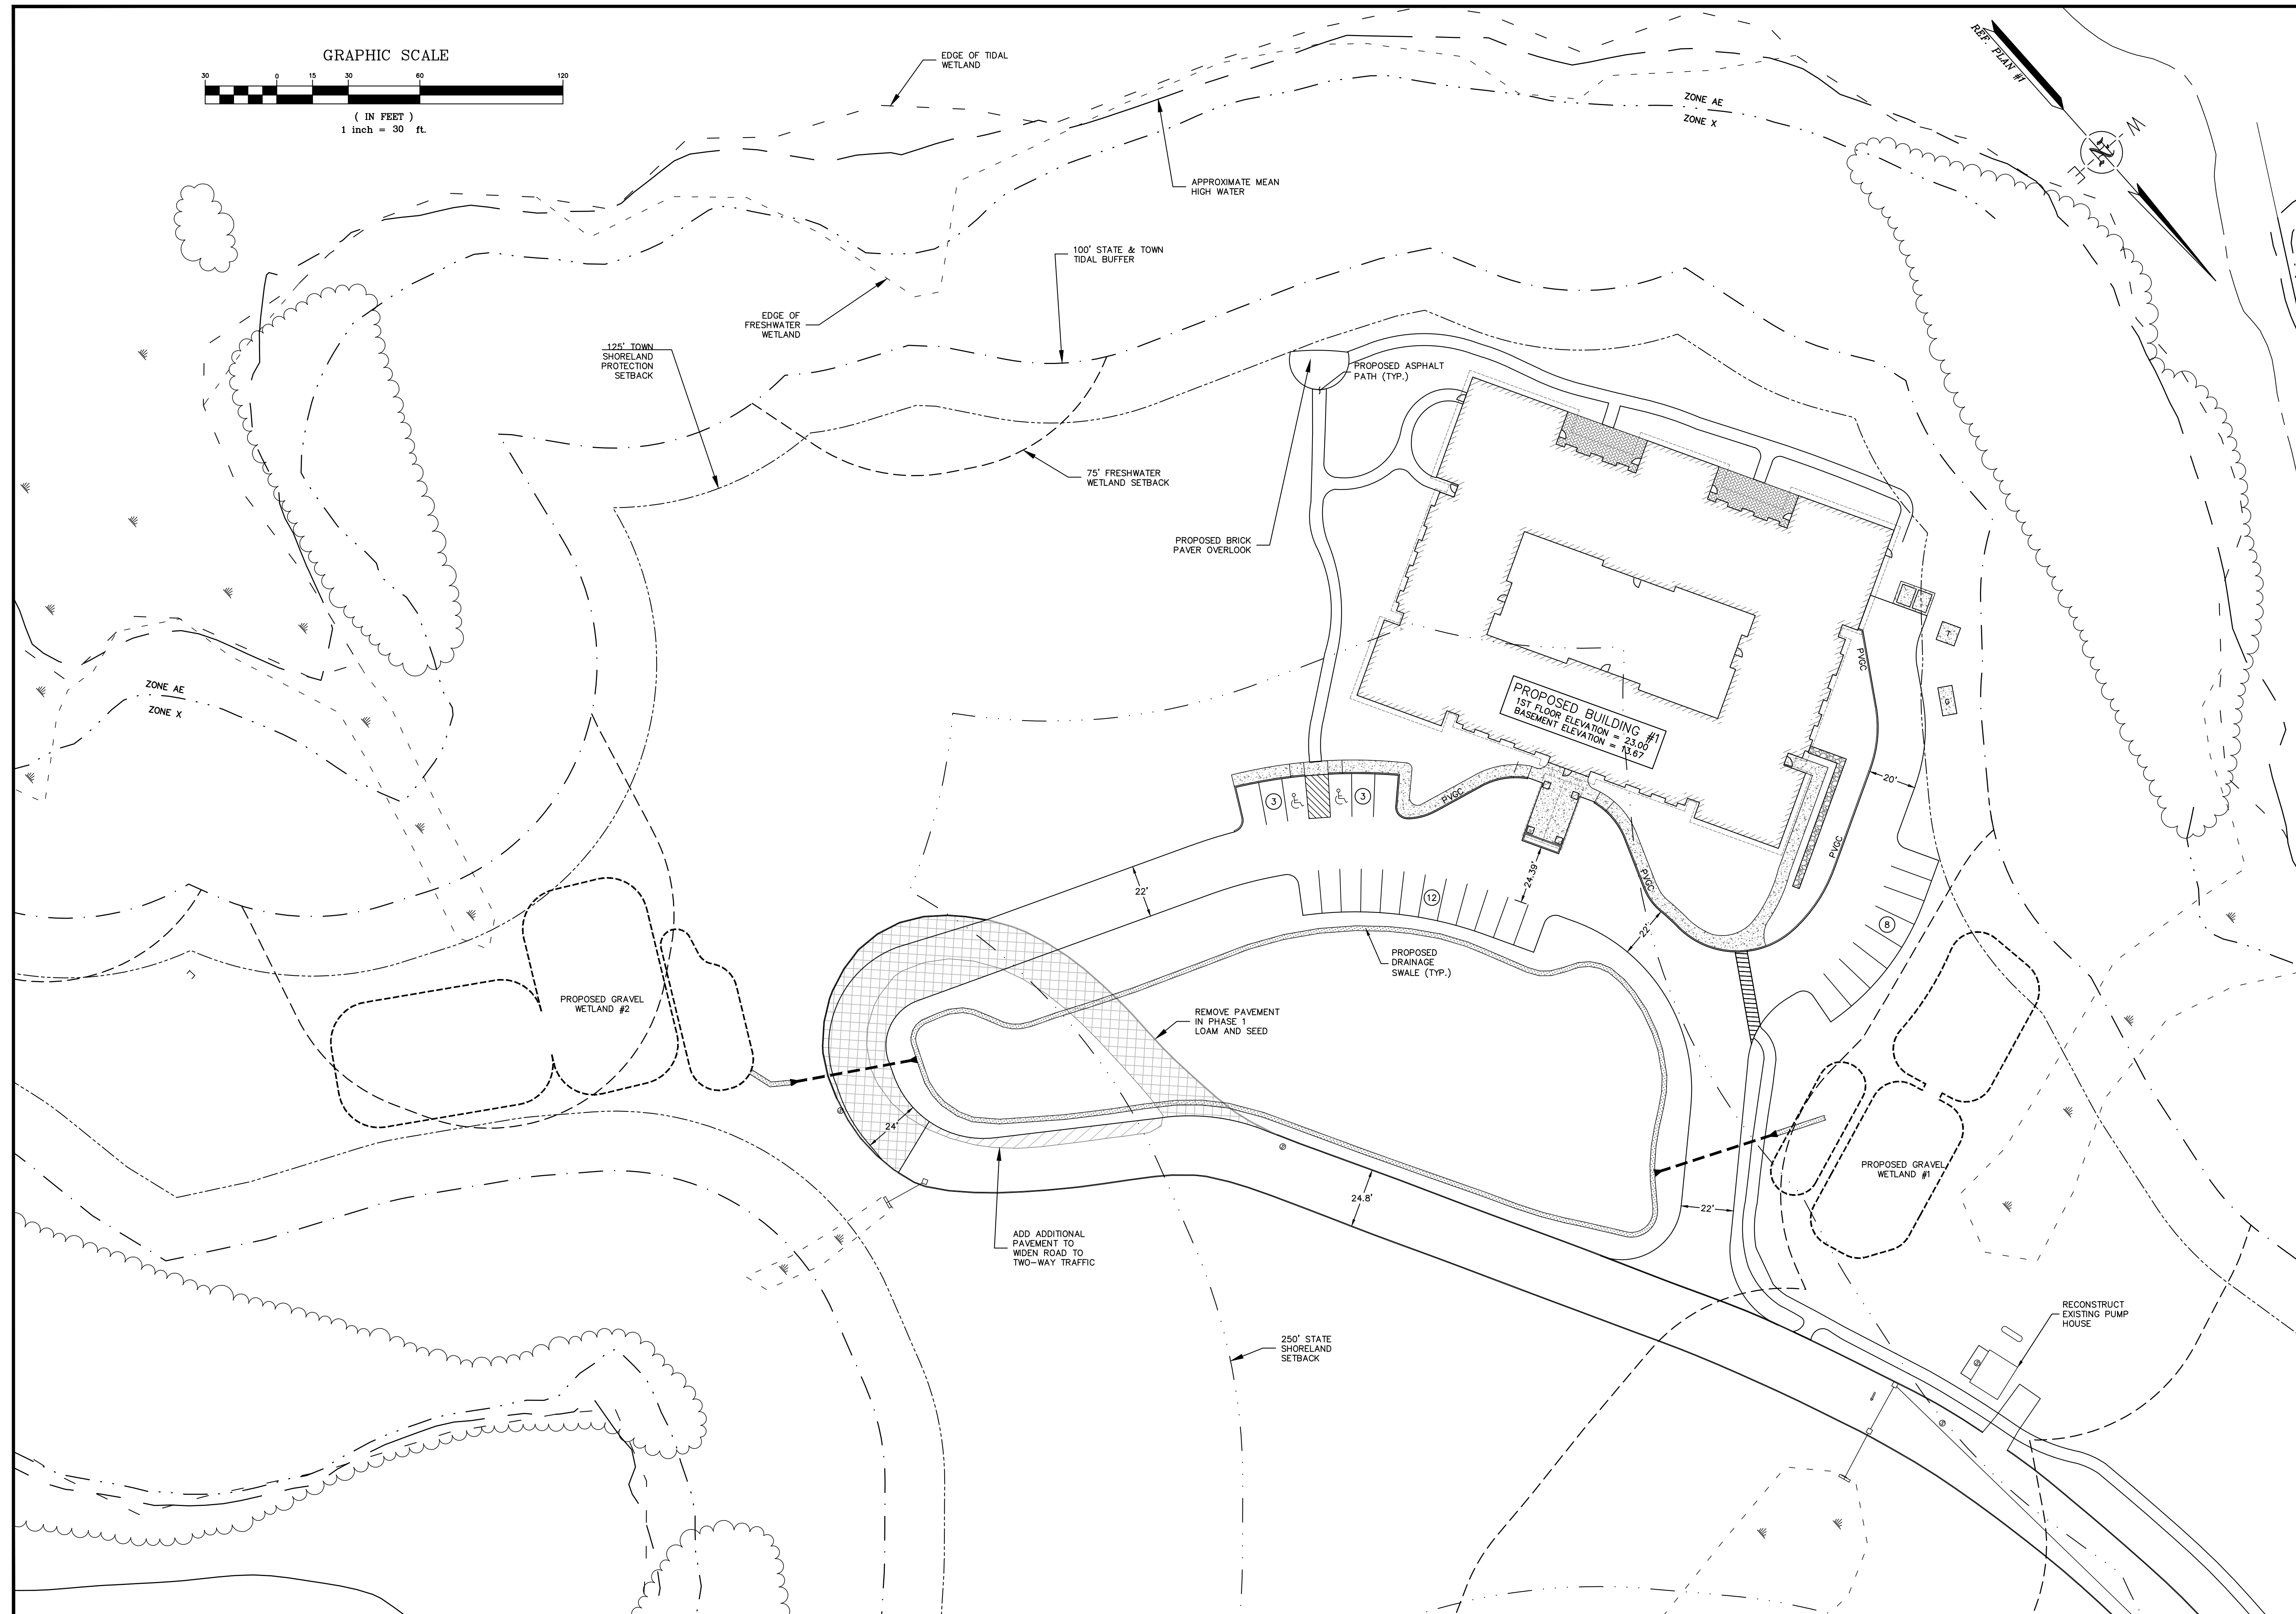 GRAPHIC SCALE
30 0 15 30 60 120
( IN FEET )
1 inch = 30 ft.
EDGE OF TIDAL
WETLAND
REF. PLAN #1
N
W
E
S
ZONE AE
ZONE X
APPROXIMATE MEAN
HIGH WATER
100' STATE & TOWN
TIDAL BUFFER
EDGE OF
FRESHWATER
WETLAND
125' TOWN
SHORELAND
PROTECTION
SETBACK
PROPOSED ASPHALT
PATH (TYP.)
75' FRESHWATER
WETLAND SETBACK
PROPOSED BRICK
PAVER OVERLOOK
T
G
PVGC
ZONE AE
ZONE X
PROPOSED BUILDING #1
1ST FLOOR ELEVATION = 23.00
BASEMENT ELEVATION = 13.67
20'
3
3
PVGC
PVGC
PVGC
22'
24.39'
12
8
22'
PROPOSED
DRAINAGE
SWALE (TYP.)
PROPOSED GRAVEL
WETLAND #2
REMOVE PAVEMENT
IN PHASE 1
LOAM AND SEED
24'
PROPOSED GRAVEL
WETLAND #1
24.8'
22'
ADD ADDITIONAL
PAVEMENT TO
WIDEN ROAD TO
TWO-WAY TRAFFIC
RECONSTRUCT
EXISTING PUMP
HOUSE
250' STATE
SHORELAND
SETBACK